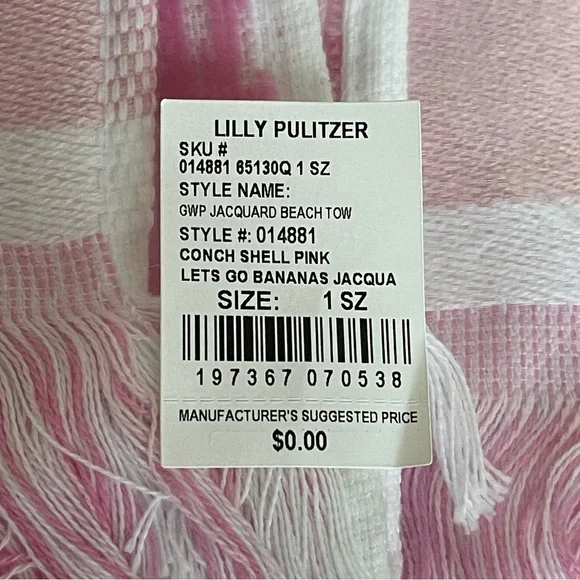 LILLY PULITZER
SKU #
014881 65130Q 1 SZ
STYLE NAME:
GWP JACQUARD BEACH TOW
STYLE #: 014881
CONCH SHELL PINK
LETS GO BANANAS JACQUA
SIZE: 1 SZ
197367 070538
MANUFACTURER'S SUGGESTED PRICE
$0.00